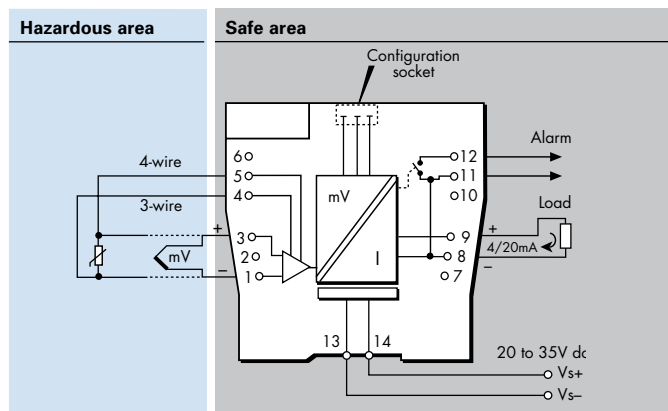 Hazardous area
Safe area
Configuration
socket
Alarm
4-wire
3-wire
6
5
4
3
2
1
12
11
10
9
8
7
mV
I
+
mV
–
Load
+
4/20mA
–
13 14
20 to 35V dc
Vs+
Vs–